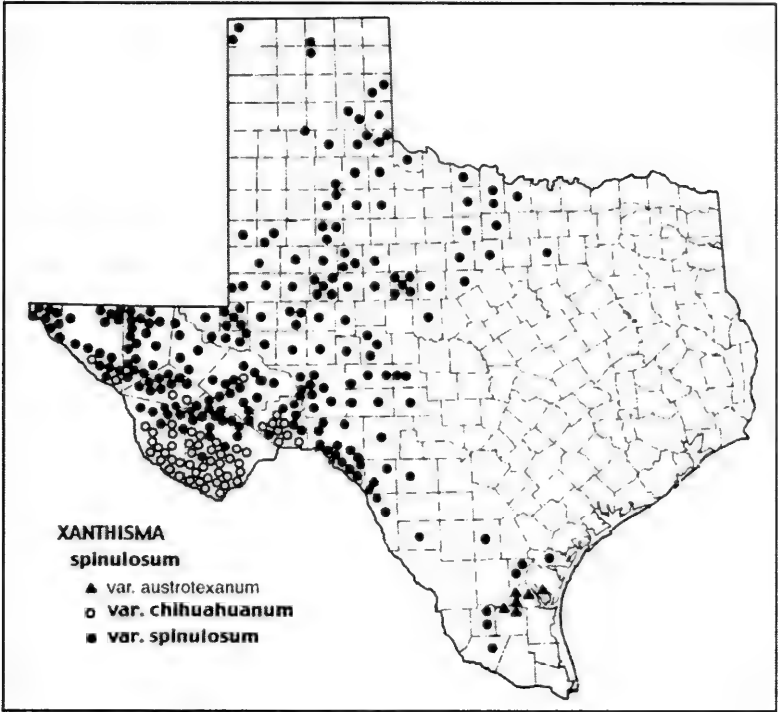 XANTHISMA
spinulosum
var. austrotexanum
var. chihuahuanum
var. spinulosum